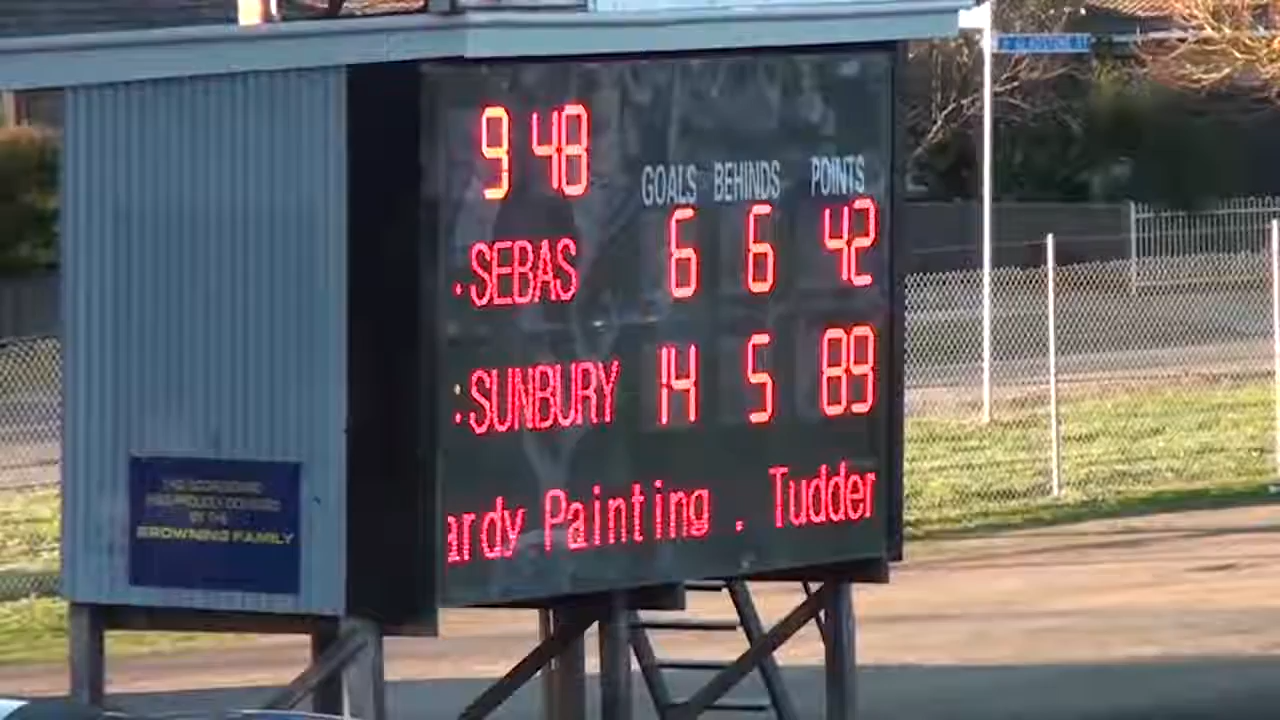 9 48
GOALS BEHINDS POINTS
SEBAS 6 6 42
SUNBURY 14 5 89
ardy Painting . Tudder
BROWNING FAMILY